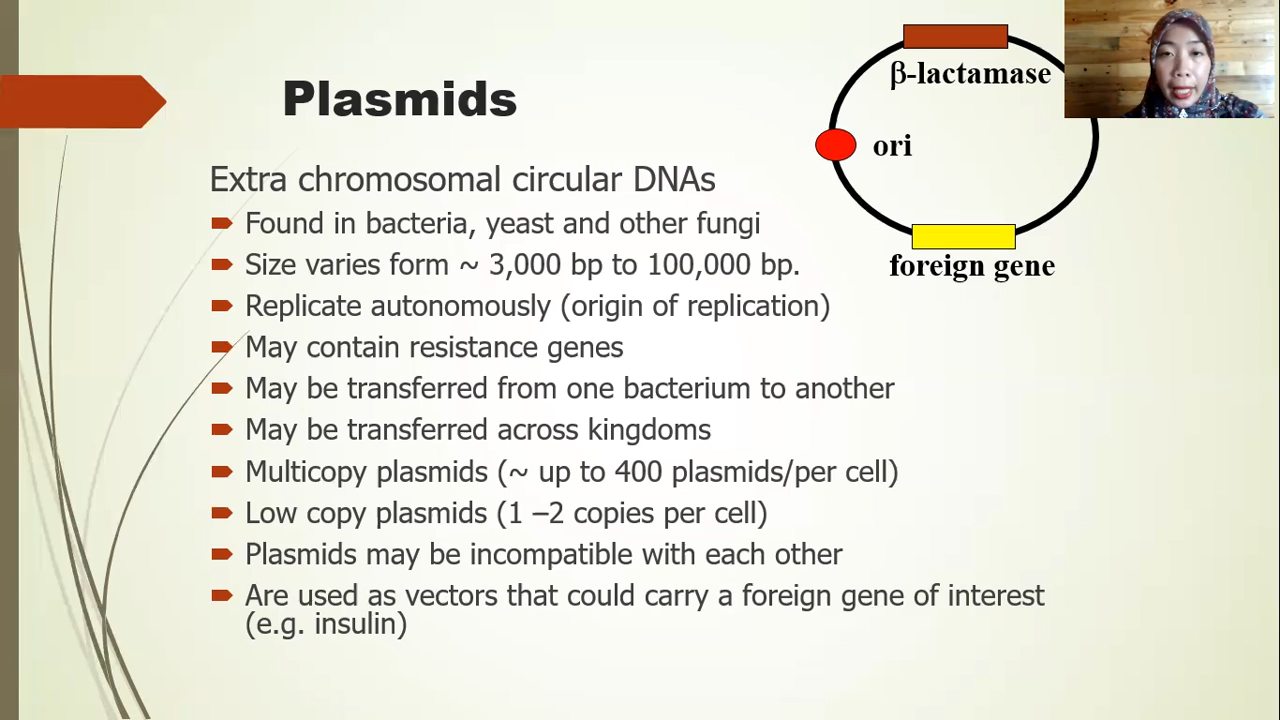 Plasmids
Extra chromosomal circular DNAs
Found in bacteria, yeast and other fungi
Size varies form ~ 3,000 bp to 100,000 bp.
Replicate autonomously (origin of replication)
May contain resistance genes
May be transferred from one bacterium to another
May be transferred across kingdoms
Multicopy plasmids (~ up to 400 plasmids/per cell)
Low copy plasmids (1 –2 copies per cell)
Plasmids may be incompatible with each other
Are used as vectors that could carry a foreign gene of interest
(e.g. insulin)
β-lactamase
ori
foreign gene